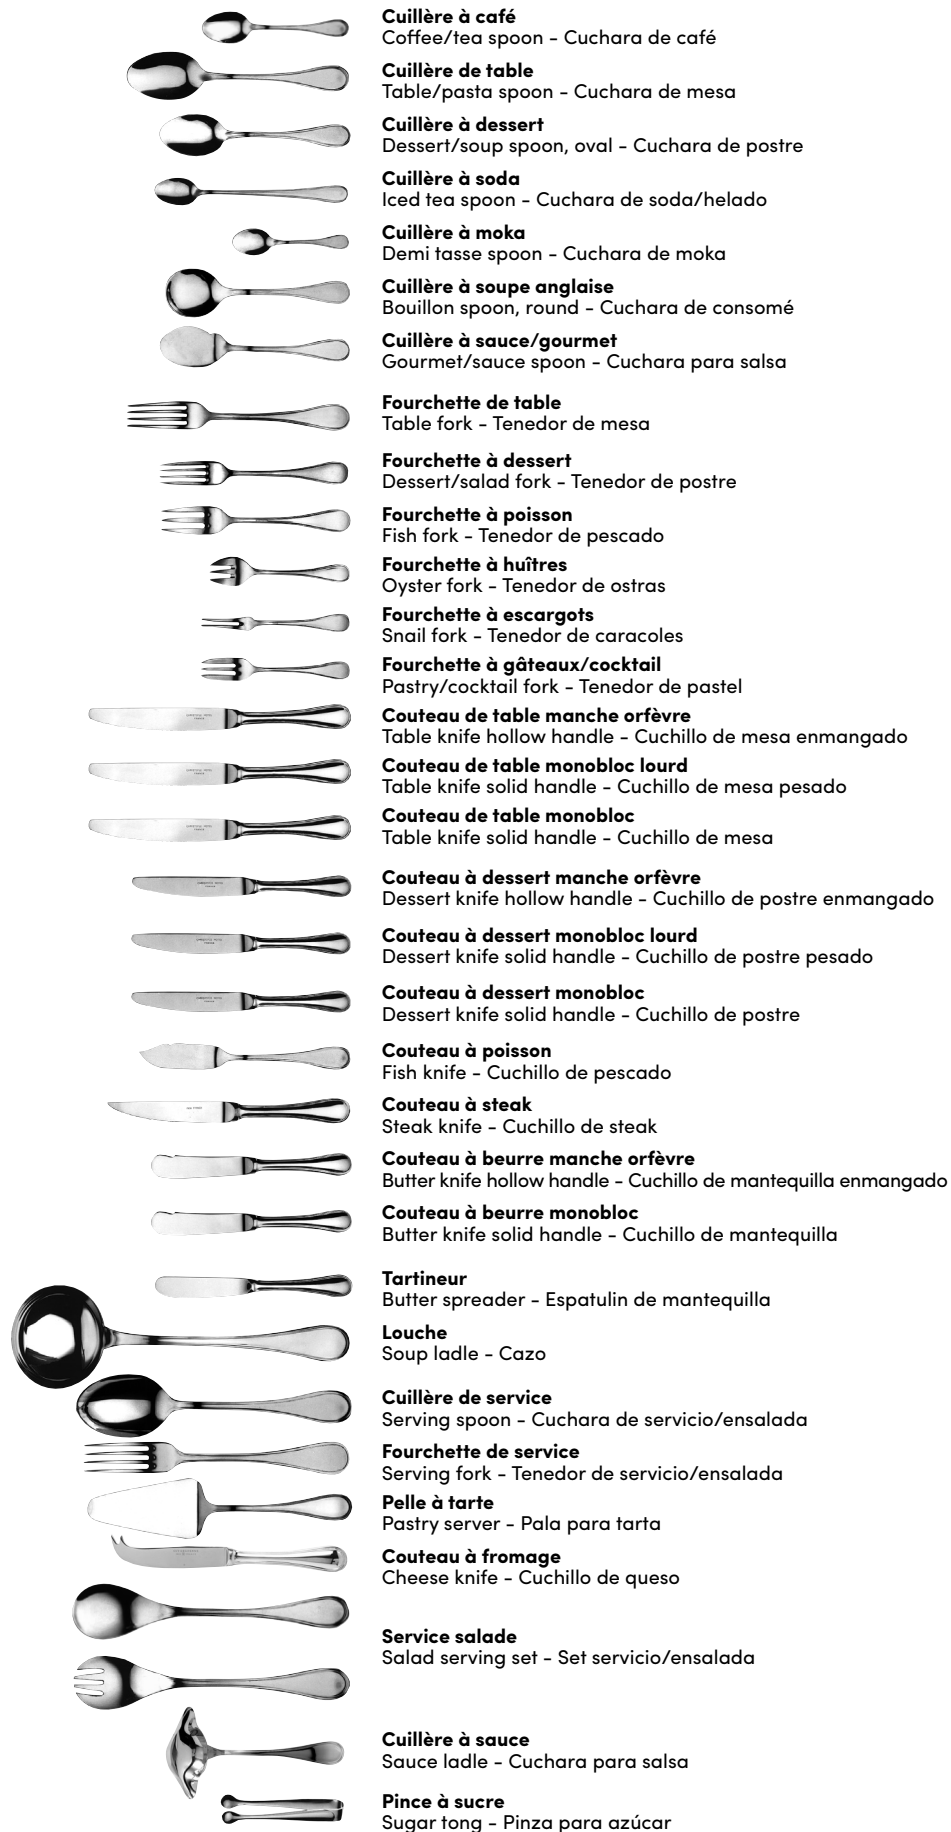 Cuillère à café
Coffee/tea spoon - Cuchara de café
Cuillère de table
Table/pasta spoon - Cuchara de mesa
Cuillère à dessert
Dessert/soup spoon, oval - Cuchara de postre
Cuillère à soda
Iced tea spoon - Cuchara de soda/helado
Cuillère à moka
Demi tasse spoon - Cuchara de moka
Cuillère à soupe anglaise
Bouillon spoon, round - Cuchara de consomé
Cuillère à sauce/gourmet
Gourmet/sauce spoon - Cuchara para salsa
Fourchette de table
Table fork - Tenedor de mesa
Fourchette à dessert
Dessert/salad fork - Tenedor de postre
Fourchette à poisson
Fish fork - Tenedor de pescado
Fourchette à huîtres
Oyster fork - Tenedor de ostras
Fourchette à escargots
Snail fork - Tenedor de caracoles
Fourchette à gâteaux/cocktail
Pastry/cocktail fork - Tenedor de pastel
Couteau de table manche orfèvre
Table knife hollow handle - Cuchillo de mesa enmangado
Couteau de table monobloc lourd
Table knife solid handle - Cuchillo de mesa pesado
Couteau de table monobloc
Table knife solid handle - Cuchillo de mesa
Couteau à dessert manche orfèvre
Dessert knife hollow handle - Cuchillo de postre enmangado
Couteau à dessert monobloc lourd
Dessert knife solid handle - Cuchillo de postre pesado
Couteau à dessert monobloc
Dessert knife solid handle - Cuchillo de postre
Couteau à poisson
Fish knife - Cuchillo de pescado
Couteau à steak
Steak knife - Cuchillo de steak
Couteau à beurre manche orfèvre
Butter knife hollow handle - Cuchillo de mantequilla enmangado
Couteau à beurre monobloc
Butter knife solid handle - Cuchillo de mantequilla
Tartineur
Butter spreader - Espatulin de mantequilla
Louche
Soup ladle - Cazo
Cuillère de service
Serving spoon - Cuchara de servicio/ensalada
Fourchette de service
Serving fork - Tenedor de servicio/ensalada
Pelle à tarte
Pastry server - Pala para tarta
Couteau à fromage
Cheese knife - Cuchillo de queso
Service salade
Salad serving set - Set servicio/ensalada
Cuillère à sauce
Sauce ladle - Cuchara para salsa
Pince à sucre
Sugar tong - Pinza para azúcar